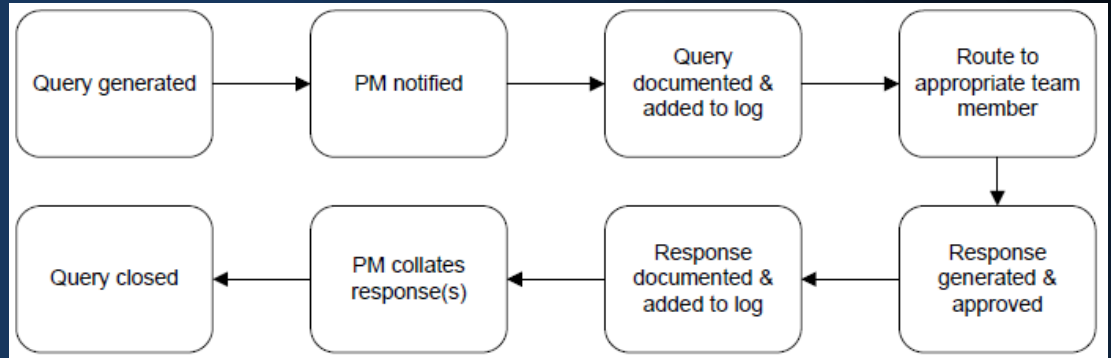 Query generated
PM notified
Query
documented &
added to log
Route to
appropriate team
member
Response
generated &
approved
Response
documented &
added to log
PM collates
response(s)
Query closed